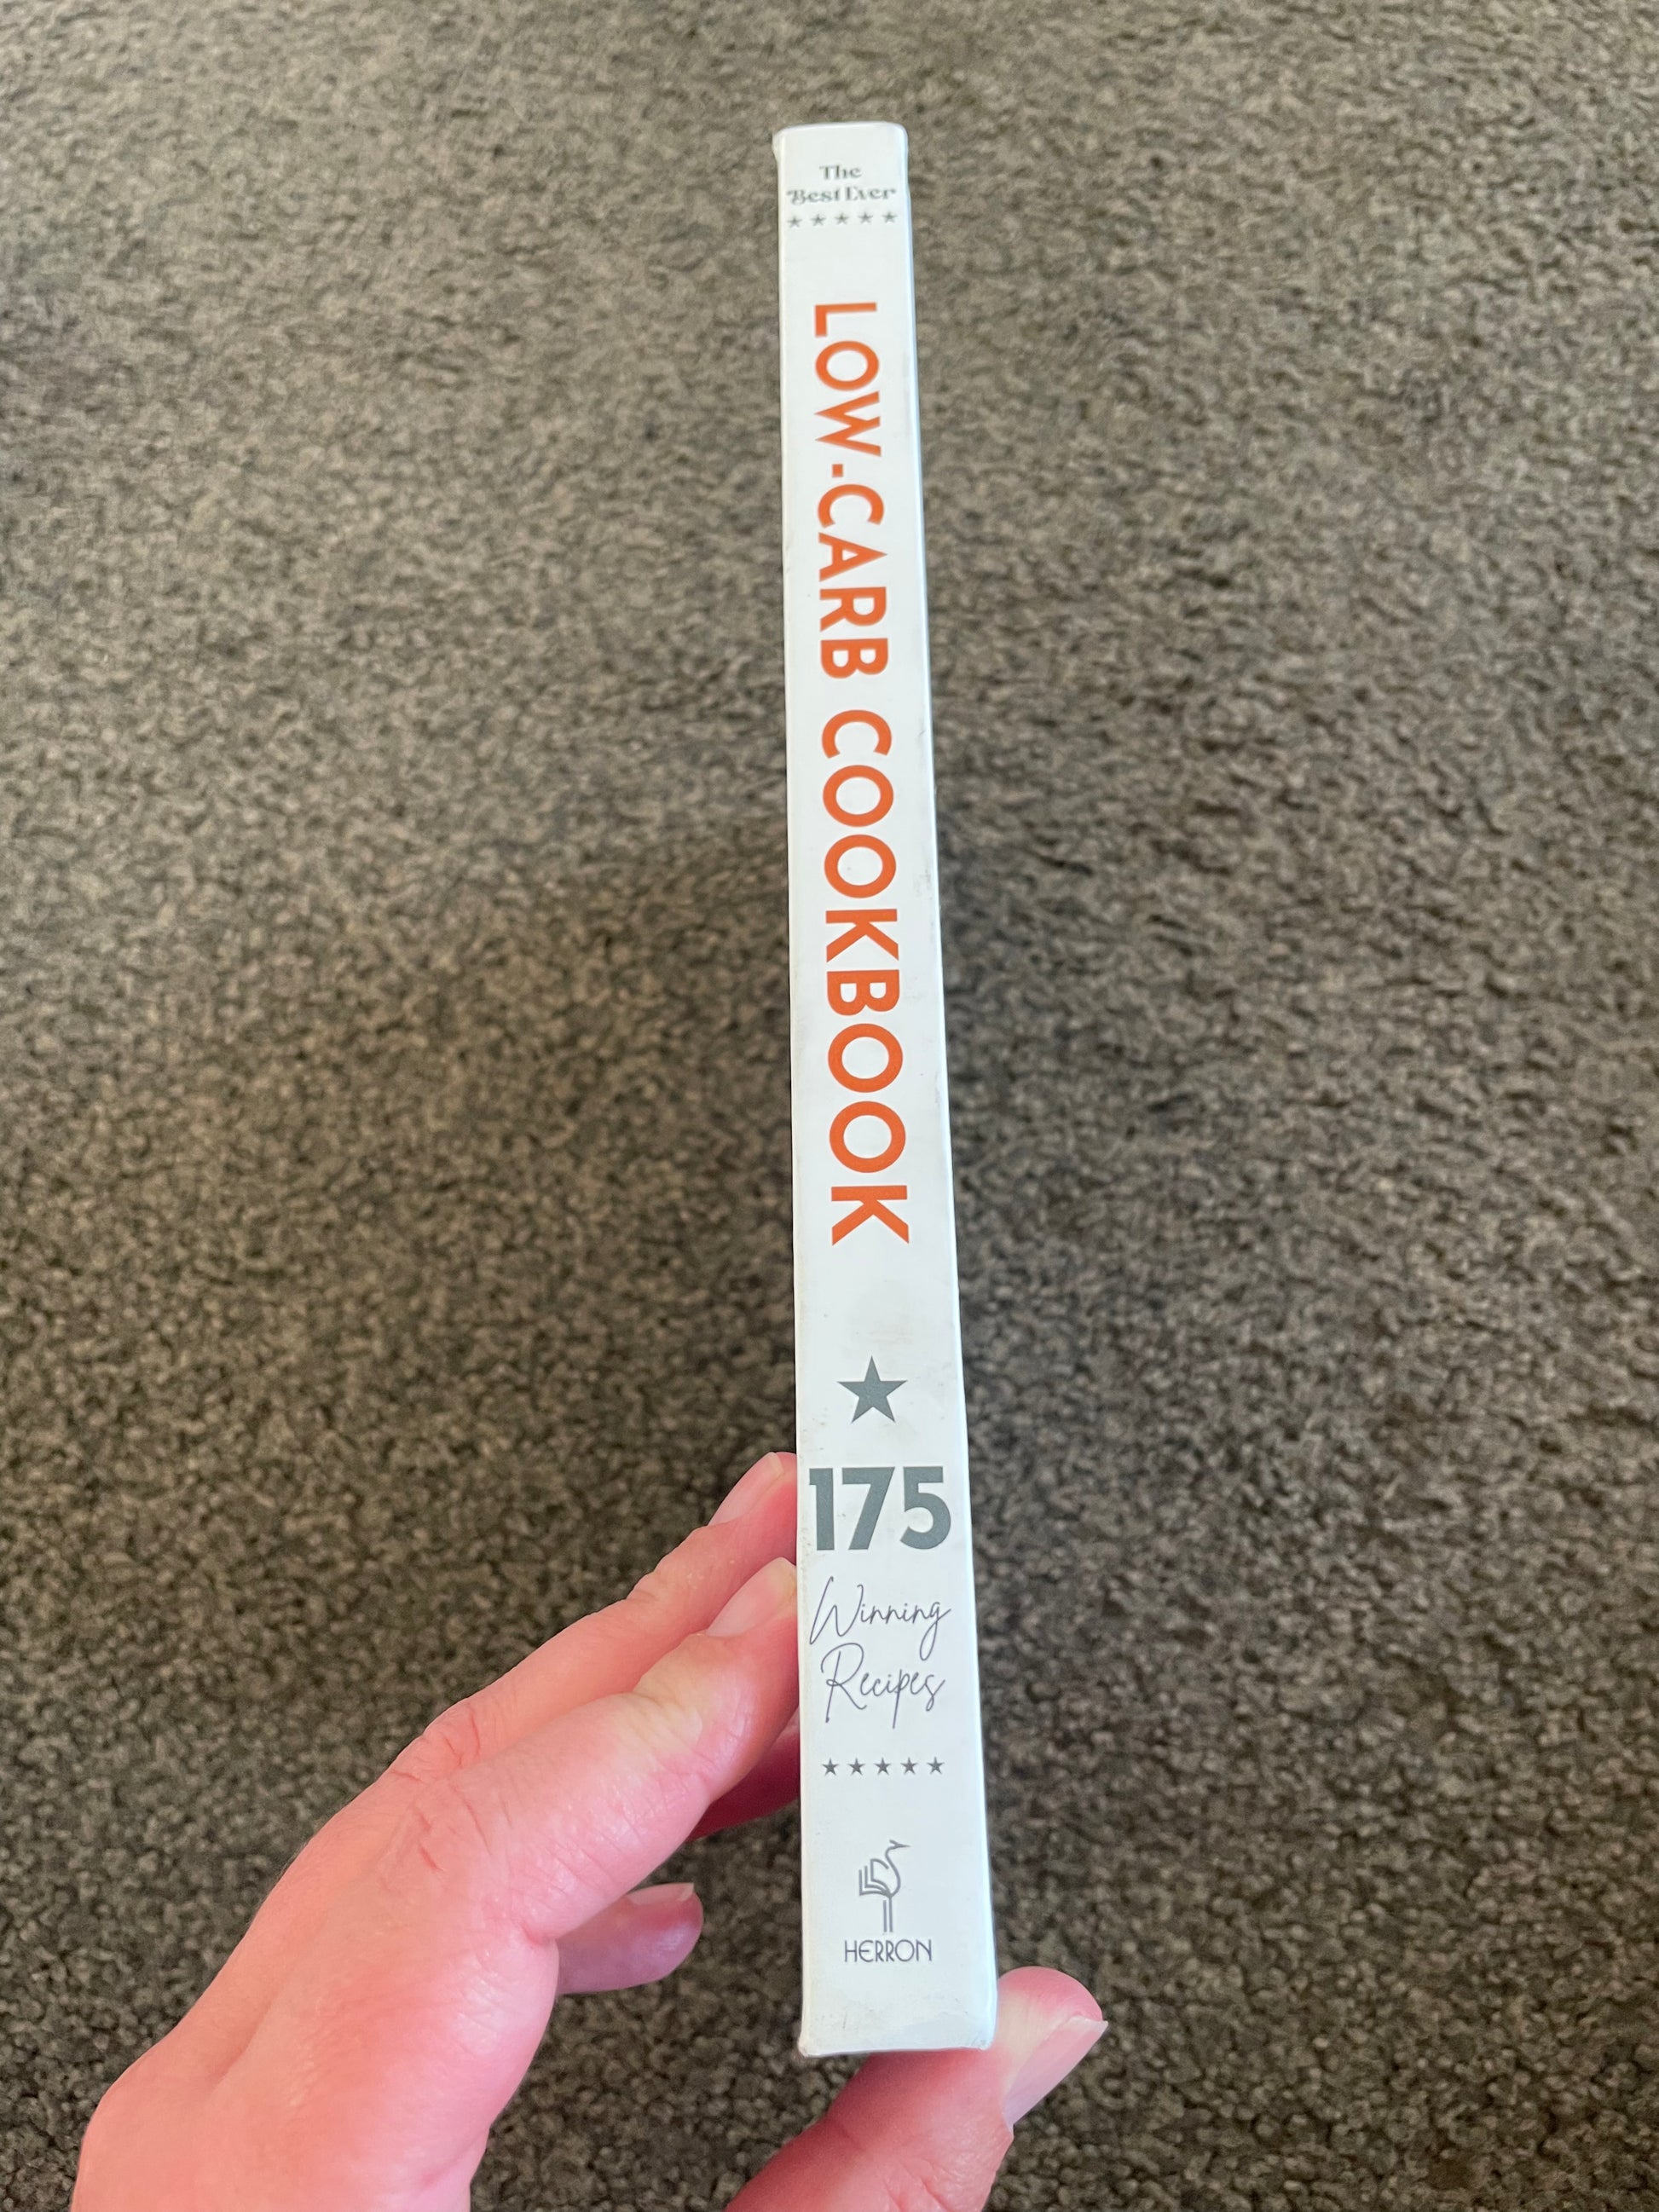 The
Best Ever
LOW-CARB COOKBOOK
175
Winning
Recipes
HERRON